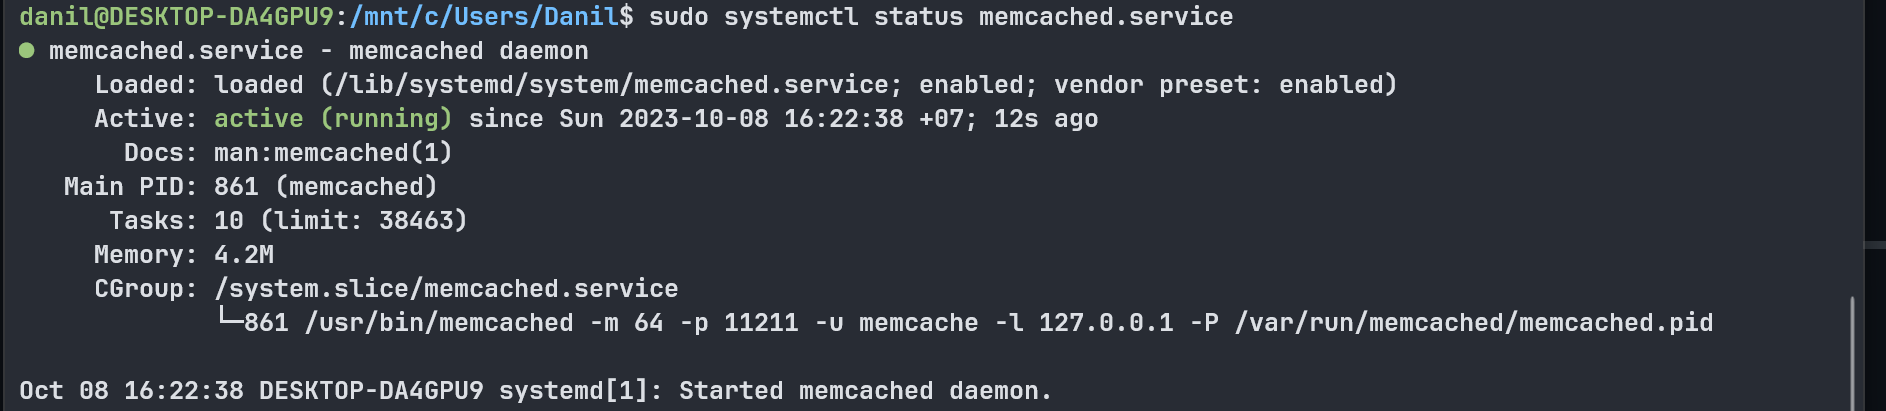 danil@DESKTOP-DA4GPU9:/mnt/c/Users/Danil$ sudo systemctl status memcached.service
● memcached.service - memcached daemon
Loaded: loaded (/lib/systemd/system/memcached.service; enabled; vendor preset: enabled)
Active: active (running) since Sun 2023-10-08 16:22:38 +07; 12s ago
Docs: man:memcached(1)
Main PID: 861 (memcached)
Tasks: 10 (limit: 38463)
Memory: 4.2M
CGroup: /system.slice/memcached.service
└─861 /usr/bin/memcached -m 64 -p 11211 -u memcache -l 127.0.0.1 -P /var/run/memcached/memcached.pid
Oct 08 16:22:38 DESKTOP-DA4GPU9 systemd[1]: Started memcached daemon.